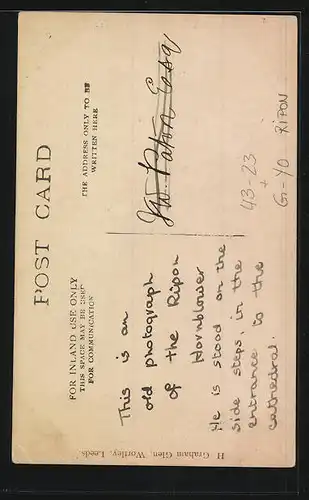 POST CARD
FOR INLAND USE ONLY
THIS SPACE MAY BE USED
FOR COMMUNICATION
THE ADDRESS ONLY TO BE
WRITTEN HERE
This is an
old photograph
of the Ripon
Hornblower
He is stood on the
side steps, in the
entrance to the
cathedral.
J.W. Paton Esq
43-23
+
G-YO RIPON
H. Graham Glen, Wortley, Leeds.